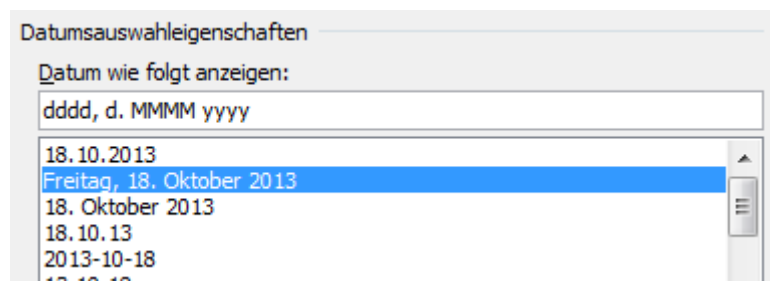 Datumsauswahleigenschaften
Datum wie folgt anzeigen:
dddd, d. MMMM yyyy
18.10.2013
Freitag, 18. Oktober 2013
18. Oktober 2013
18.10.13
2013-10-18